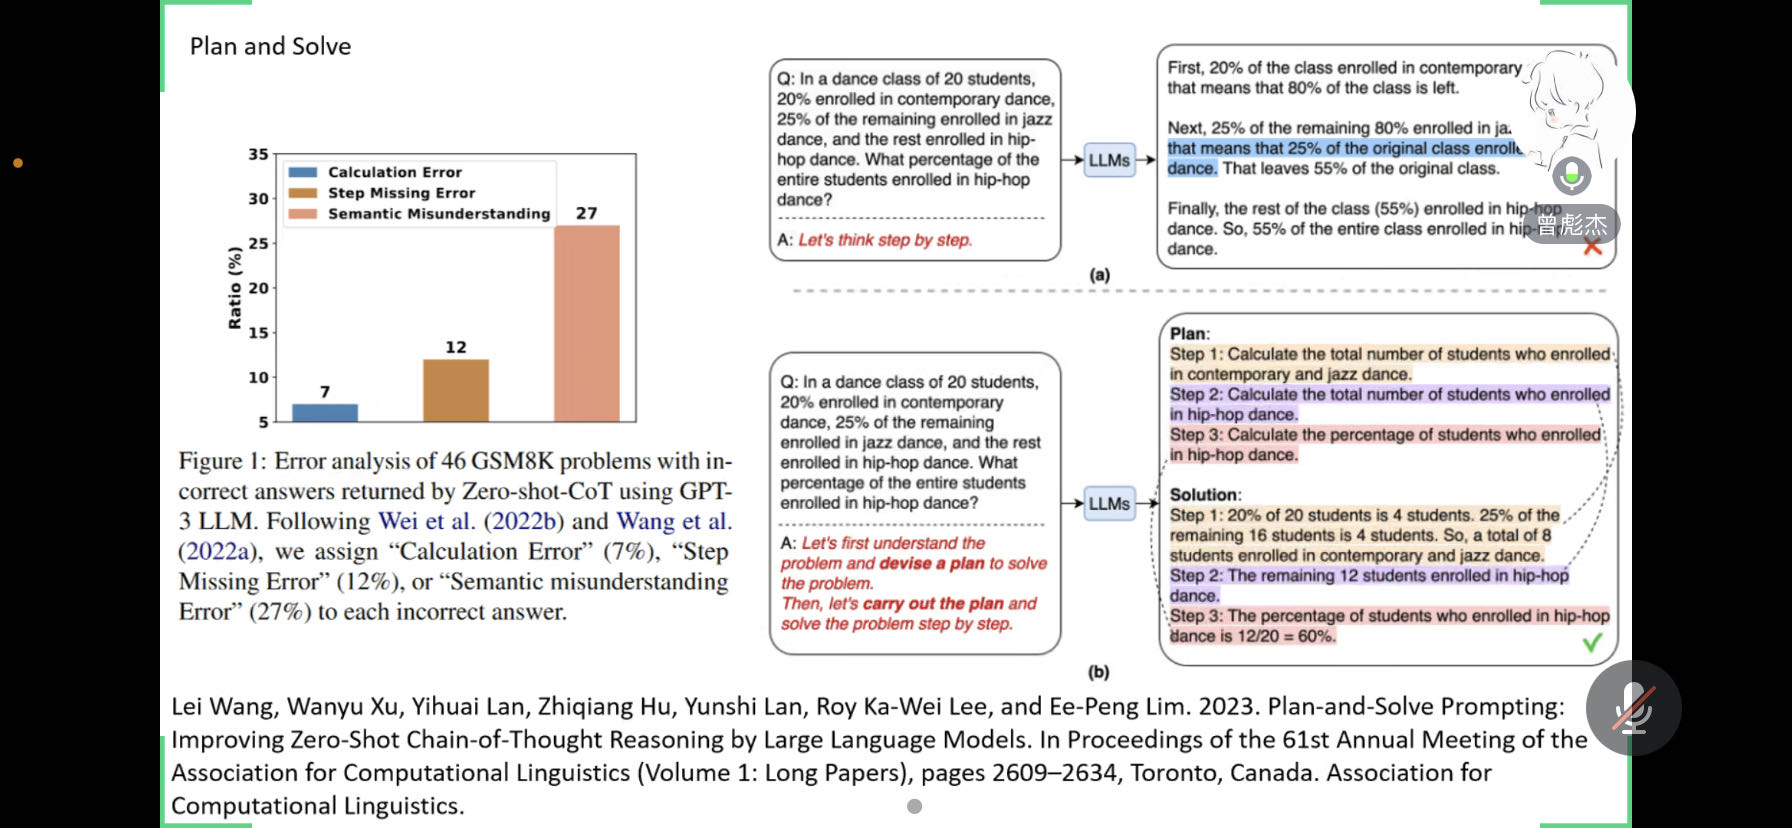 Plan and Solve
35
30
25
20
15
10
5
Ratio (%)
Calculation Error
Step Missing Error
Semantic Misunderstanding
7
12
27
Figure 1: Error analysis of 46 GSM8K problems with in-
correct answers returned by Zero-shot-CoT using GPT-
3 LLM. Following Wei et al. (2022b) and Wang et al.
(2022a), we assign “Calculation Error” (7%), “Step
Missing Error” (12%), or “Semantic misunderstanding
Error” (27%) to each incorrect answer.
Q: In a dance class of 20 students,
20% enrolled in contemporary dance,
25% of the remaining enrolled in jazz
dance, and the rest enrolled in hip-
hop dance. What percentage of the
entire students enrolled in hip-hop
dance?
A: Let's think step by step.
LLMs
First, 20% of the class enrolled in contemporary
that means that 80% of the class is left.
Next, 25% of the remaining 80% enrolled in
that means that 25% of the original class
dance. That leaves 55% of the original class.
Finally, the rest of the class (55%) enrolled in hip-hop
dance. So, 55% of the entire class enrolled in
dance.
曾彪杰
(a)
Q: In a dance class of 20 students,
20% enrolled in contemporary
dance, 25% of the remaining
enrolled in jazz dance, and the rest
enrolled in hip-hop dance. What
percentage of the entire students
enrolled in hip-hop dance?
A: Let's first understand the
problem and devise a plan to solve
the problem.
Then, let's carry out the plan and
solve the problem step by step.
LLMs
Plan:
Step 1: Calculate the total number of students who enrolled
in contemporary and jazz dance.
Step 2: Calculate the total number of students who enrolled
in hip-hop dance.
Step 3: Calculate the percentage of students who enrolled
in hip-hop dance.
Solution:
Step 1: 20% of 20 students is 4 students. 25% of the
remaining 16 students is 4 students. So, a total of 8
students enrolled in contemporary and jazz dance.
Step 2: The remaining 12 students enrolled in hip-hop
dance.
Step 3: The percentage of students who enrolled in hip-hop
dance is 12/20 = 60%.
(b)
Lei Wang, Wanyu Xu, Yihuai Lan, Zhiqiang Hu, Yunshi Lan, Roy Ka-Wei Lee, and Ee-Peng Lim. 2023. Plan-and-Solve Prompting:
Improving Zero-Shot Chain-of-Thought Reasoning by Large Language Models. In Proceedings of the 61st Annual Meeting of the
Association for Computational Linguistics (Volume 1: Long Papers), pages 2609–2634, Toronto, Canada. Association for
Computational Linguistics.